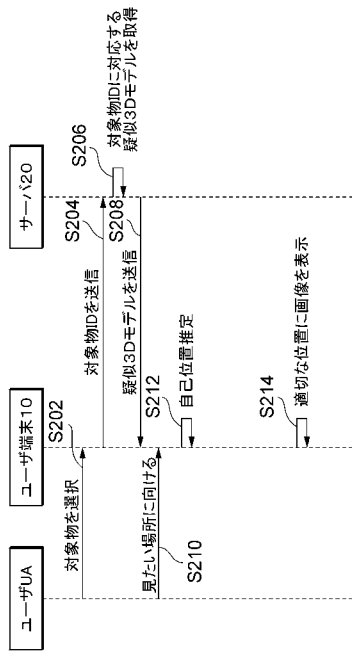 ユーザUA
ユーザ端末10
サーバ20
対象物を選択
S202
対象物IDを送信
S204
S206
対象物IDに対応する
疑似3Dモデルを取得
疑似3Dモデルを送信
S208
見たい場所に向ける
S210
S212
自己位置推定
S214
適切な位置に画像を表示